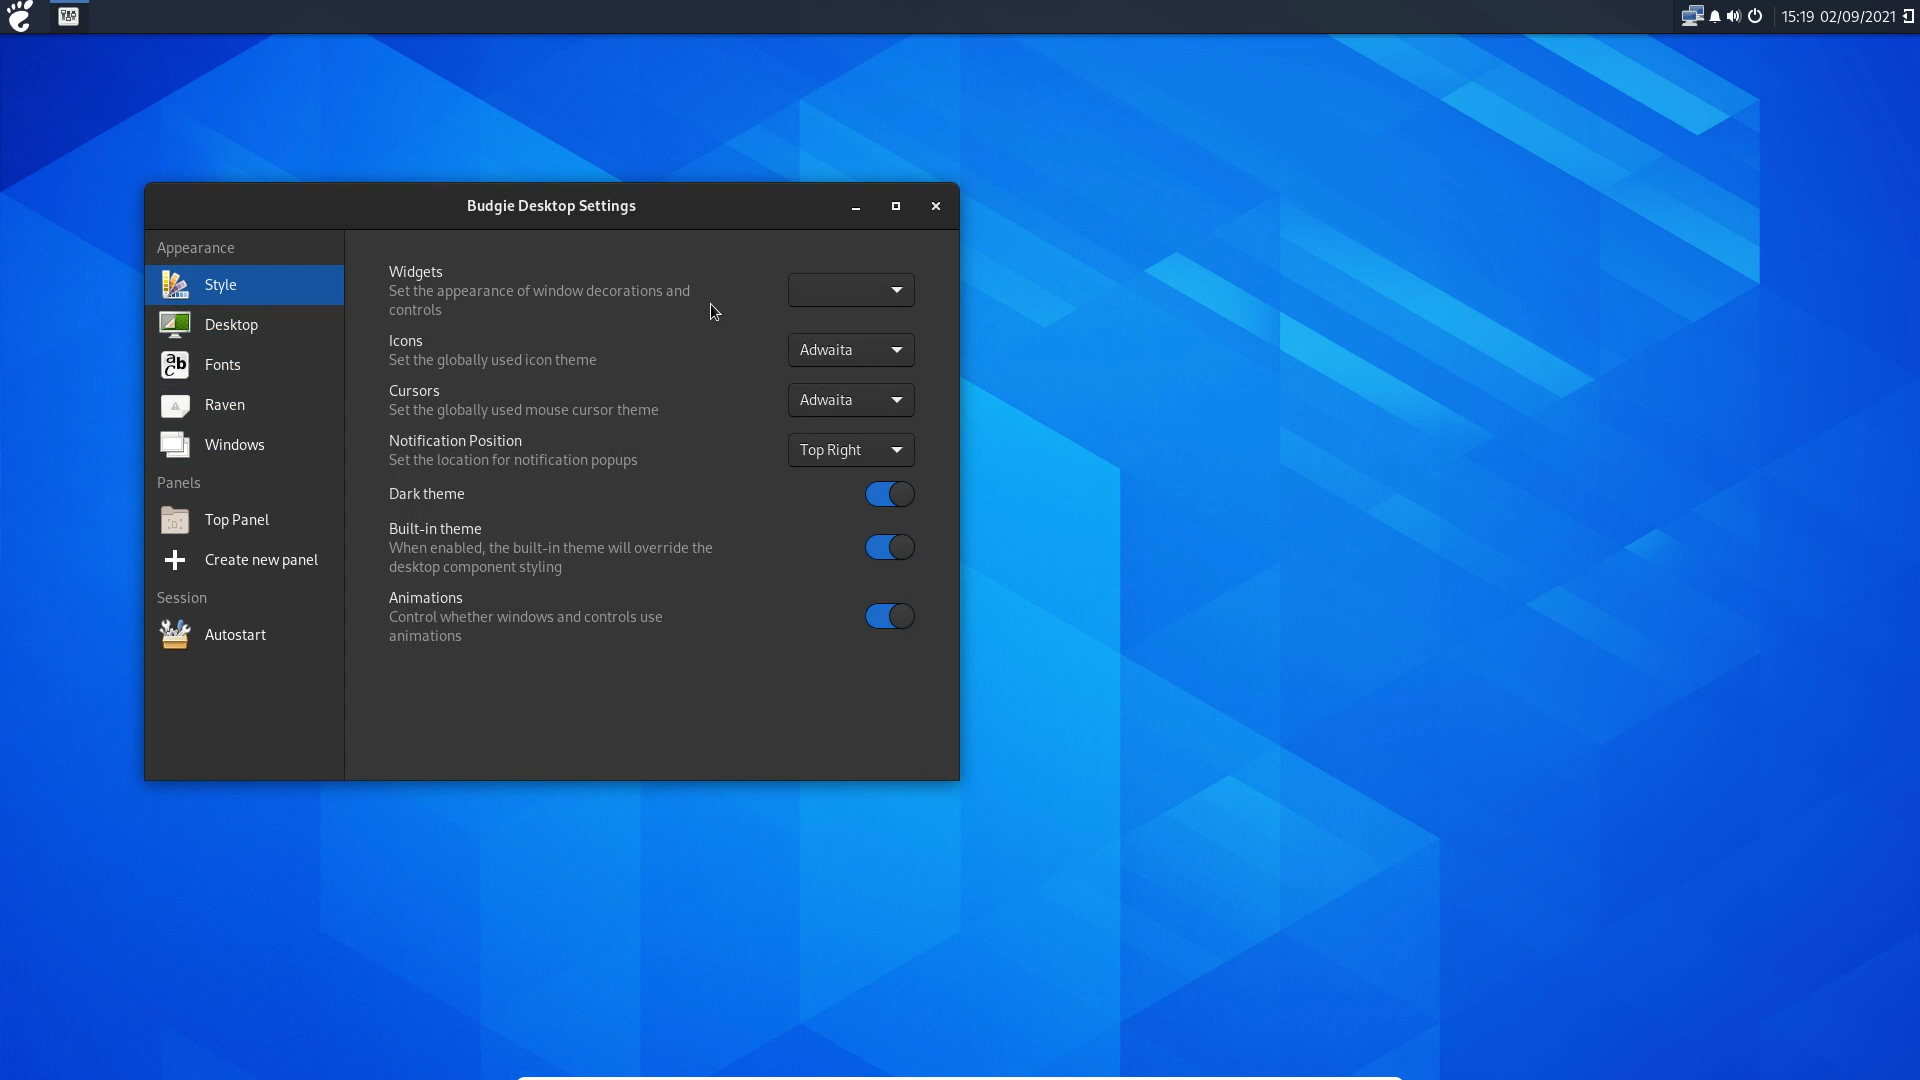 15:19 02/09/2021
Budgie Desktop Settings
Appearance
Style
Desktop
Fonts
Raven
Windows
Panels
Top Panel
Create new panel
Session
Autostart
Widgets
Set the appearance of window decorations and
controls
Icons
Set the globally used icon theme
Adwaita
Cursors
Set the globally used mouse cursor theme
Adwaita
Notification Position
Set the location for notification popups
Top Right
Dark theme
Built-in theme
When enabled, the built-in theme will override the
desktop component styling
Animations
Control whether windows and controls use
animations